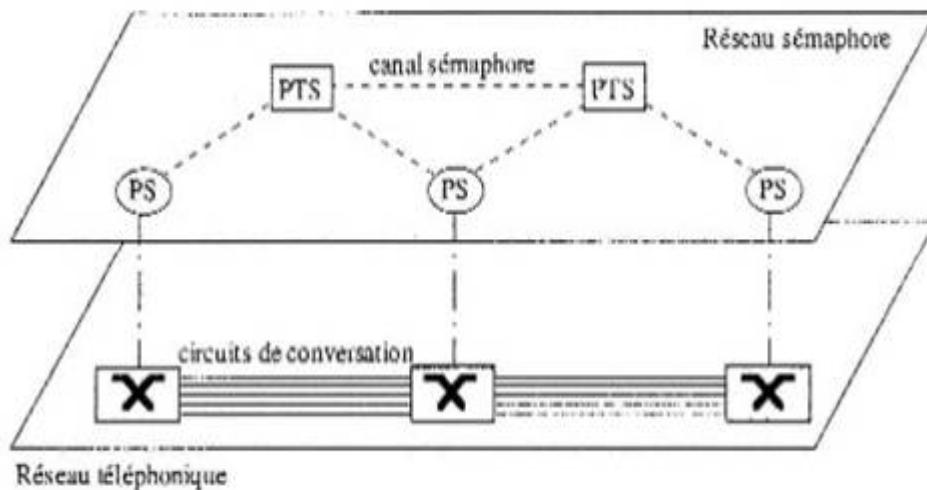 Réseau sémaphore
canal sémaphore
PTS
PTS
PS
PS
PS
circuits de conversation
Réseau téléphonique